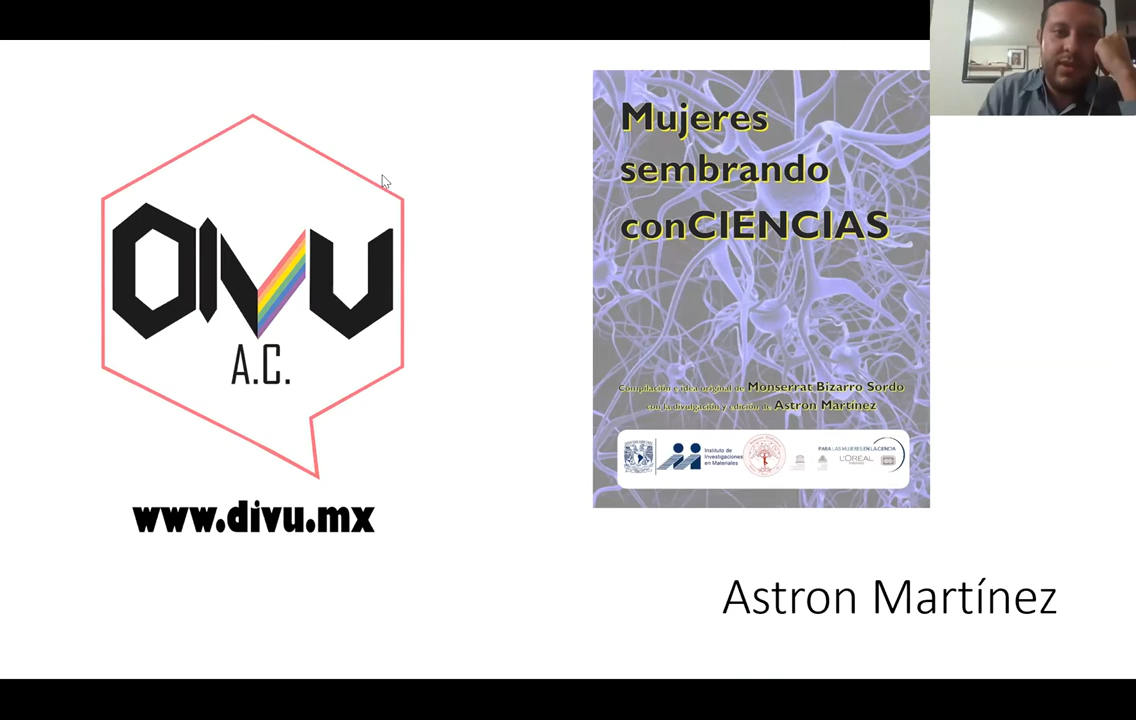 DIVU
A.C.
www.divu.mx
Mujeres
sembrando
conCIENCIAS
Compilación e idea original de Monserrat Bizarro Sordo
con la divulgación y edición de Astron Martínez
Instituto de
Investigaciones
en Materiales
PARA LAS MUJERES EN LA CIENCIA
L'ORÉAL
Astron Martínez